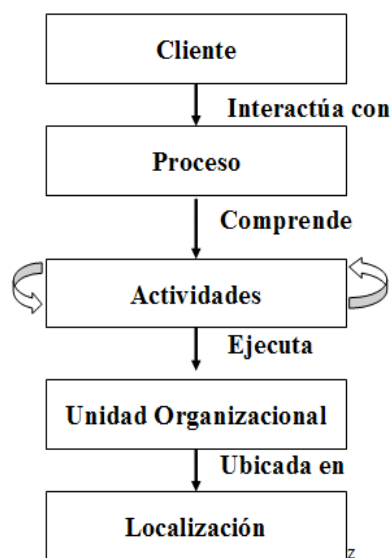 Cliente
Interactúa con
Proceso
Comprende
Actividades
Ejecuta
Unidad Organizacional
Ubicada en
Localización
z